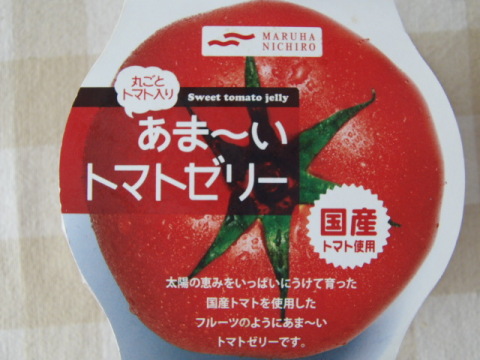 MARUHA
NICHIRO
丸ごと
トマト入り
Sweet tomato jelly
あま～い
トマトゼリー
国産
トマト使用
太陽の恵みをいっぱいにうけて育った
国産トマトを使用した
フルーツのようにあま～い
トマトゼリーです。